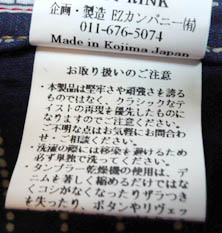 RINK
企画・製造 EZカンパニー(有)
011-676-5074
Made in Kojima Japan
お取り扱いのご注意
・本製品は堅牢さや頑強さを誇る
ものではなく、クラシックなテ
イストの再現を優先したものに
なりますのでご注意ください。
ご不明な点はお気軽にお問合わ
せ・ご相談ください。
・洗濯の際には移染を避けるため
必ず単独で洗ってください。
・タンブラー乾燥機の使用は、デ
ニムを著しく縮めるだけではな
くコシがなくなったりザラつき
を失ったり、ボタンやリヴェッ